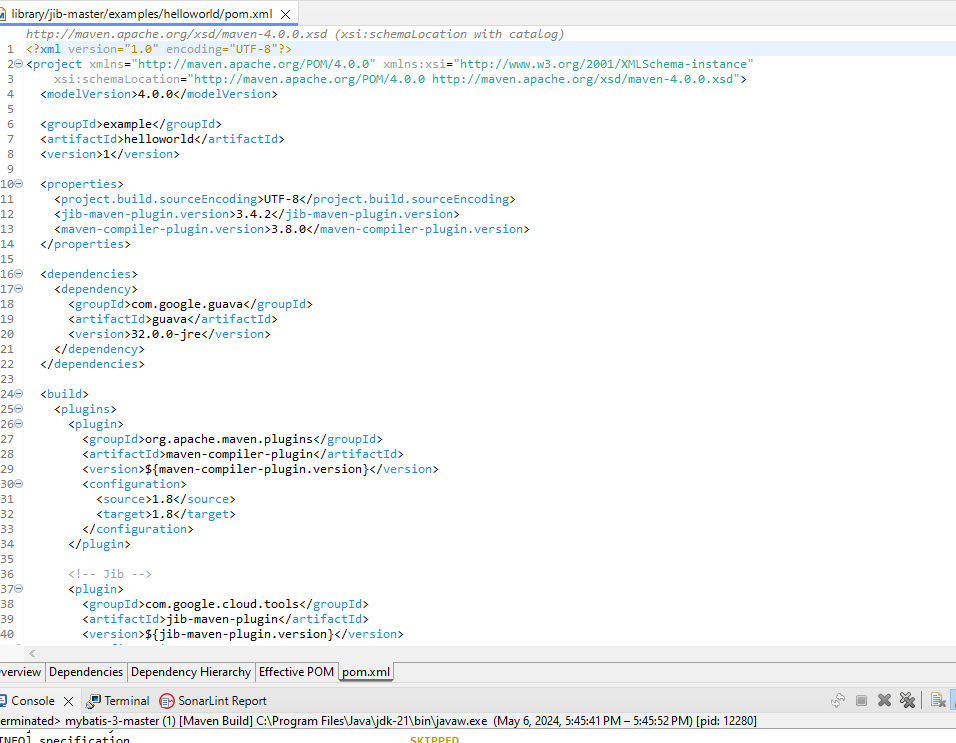 library/jib-master/examples/helloworld/pom.xml
http://maven.apache.org/xsd/maven-4.0.0.xsd (xsi:schemaLocation with catalog)
1 <?xml version="1.0" encoding="UTF-8"?>
2 <project xmlns="http://maven.apache.org/POM/4.0.0" xmlns:xsi="http://www.w3.org/2001/XMLSchema-instance"
3     xsi:schemaLocation="http://maven.apache.org/POM/4.0.0 http://maven.apache.org/xsd/maven-4.0.0.xsd">
4   <modelVersion>4.0.0</modelVersion>
5
6   <groupId>example</groupId>
7   <artifactId>helloworld</artifactId>
8   <version>1</version>
9
10   <properties>
11     <project.build.sourceEncoding>UTF-8</project.build.sourceEncoding>
12     <jib-maven-plugin.version>3.4.2</jib-maven-plugin.version>
13     <maven-compiler-plugin.version>3.8.0</maven-compiler-plugin.version>
14   </properties>
15
16   <dependencies>
17     <dependency>
18       <groupId>com.google.guava</groupId>
19       <artifactId>guava</artifactId>
20       <version>32.0.0-jre</version>
21     </dependency>
22   </dependencies>
23
24   <build>
25     <plugins>
26       <plugin>
27         <groupId>org.apache.maven.plugins</groupId>
28         <artifactId>maven-compiler-plugin</artifactId>
29         <version>${maven-compiler-plugin.version}</version>
30         <configuration>
31           <source>1.8</source>
32           <target>1.8</target>
33         </configuration>
34       </plugin>
35
36       <!-- Jib -->
37       <plugin>
38         <groupId>com.google.cloud.tools</groupId>
39         <artifactId>jib-maven-plugin</artifactId>
40         <version>${jib-maven-plugin.version}</version>
verview Dependencies Dependency Hierarchy Effective POM pom.xml
Console Terminal SonarLint Report
erminated> mybatis-3-master (1) [Maven Build] C:\Program Files\Java\jdk-21\bin\javaw.exe (May 6, 2024, 5:45:41 PM – 5:45:52 PM) [pid: 12280]
INFO] specification SKIPPED